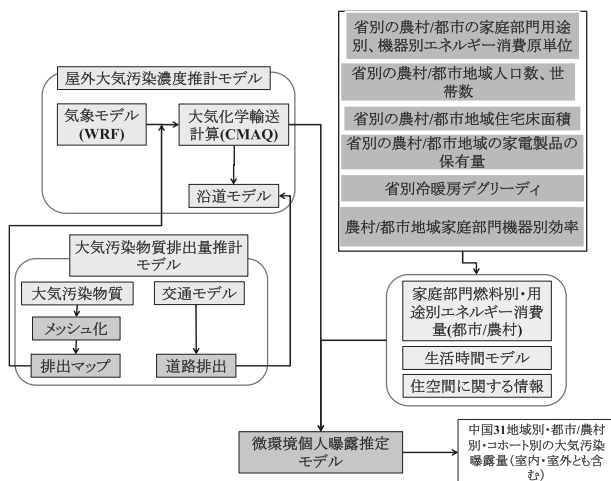 屋外大気汚染濃度推計モデル
気象モデル
(WRF)
大気化学輸送
計算(CMAQ)
沿道モデル
大気汚染物質排出量推計
モデル
大気汚染物質
交通モデル
メッシュ化
排出マップ
道路排出
省別の農村/都市の家庭部門用途
別、機器別エネルギー消費原単位
省別の農村/都市地域人口数、世
帯数
省別の農村/都市地域住宅床面積
省別の農村/都市地域の家電製品の
保有量
省別冷暖房デグリーディ
農村/都市地域家庭部門機器別効率
家庭部門燃料別・用
途別エネルギー消費
量(都市/農村)
生活時間モデル
住空間に関する情報
微環境個人曝露推定
モデル
中国31地域別・都市/農村
別・コホート別の大気汚染
曝露量(室内・室外とも含
む)